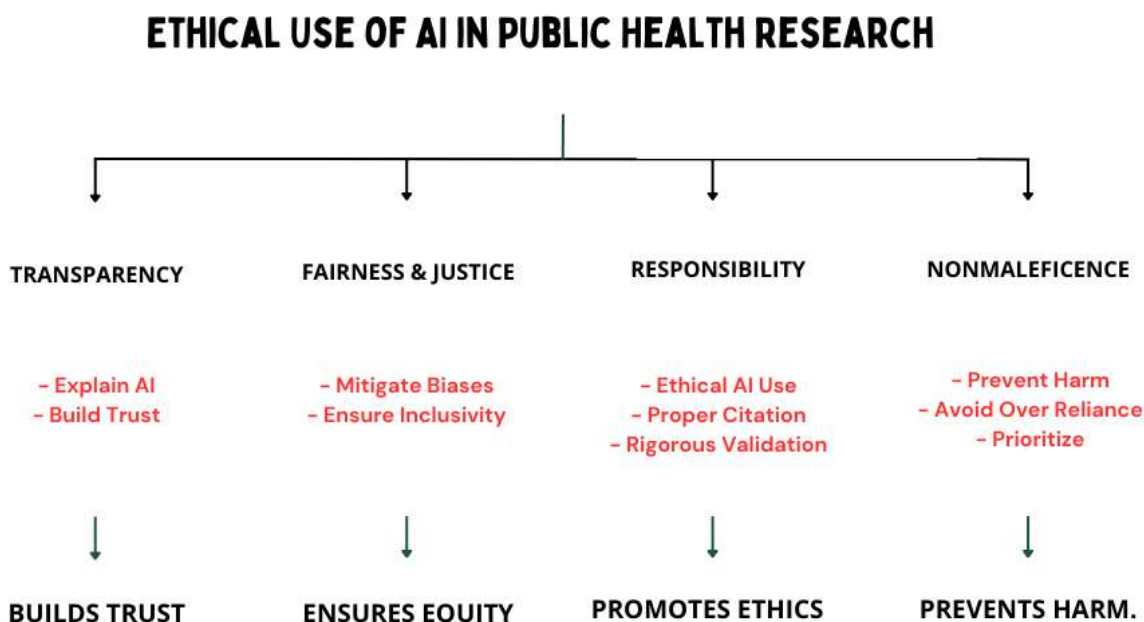 ETHICAL USE OF AI IN PUBLIC HEALTH RESEARCH
TRANSPARENCY
FAIRNESS & JUSTICE
RESPONSIBILITY
NONMALEFICENCE
- Explain AI
- Build Trust
- Mitigate Biases
- Ensure Inclusivity
- Ethical AI Use
- Proper Citation
- Rigorous Validation
- Prevent Harm
- Avoid Over Reliance
- Prioritize
BUILDS TRUST
ENSURES EQUITY
PROMOTES ETHICS
PREVENTS HARM.